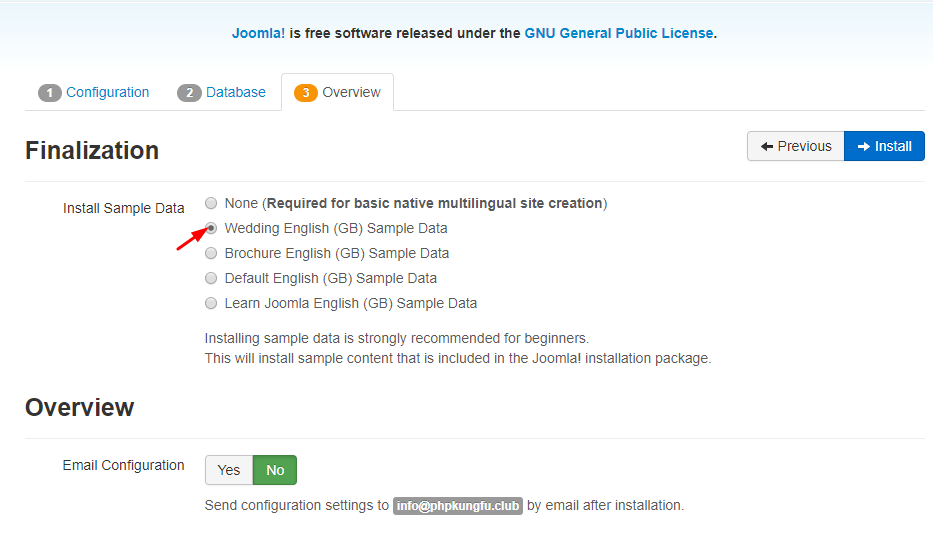 Joomla! is free software released under the GNU General Public License.
1 Configuration
2 Database
3 Overview
Finalization
Previous
Install
Install Sample Data
None (Required for basic native multilingual site creation)
Wedding English (GB) Sample Data
Brochure English (GB) Sample Data
Default English (GB) Sample Data
Learn Joomla English (GB) Sample Data
Installing sample data is strongly recommended for beginners.
This will install sample content that is included in the Joomla! installation package.
Overview
Email Configuration
Yes
No
Send configuration settings to info@phpkungfu.club by email after installation.